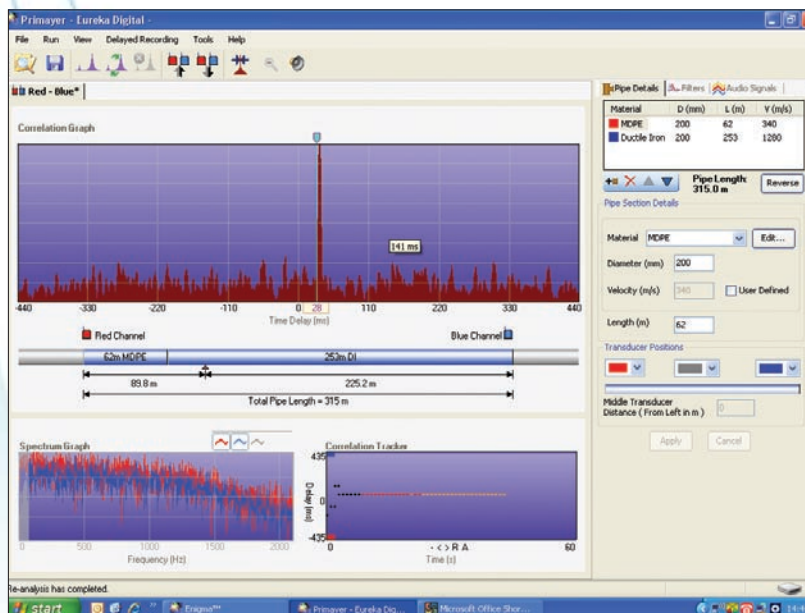 Primayer - Eureka Digital -
File Run View Delayed Recording Tools Help
Red - Blue*
Correlation Graph
141 ms
-440 -330 -220 -110 0 28 110 220 330 440
Time Delay (ms)
Red Channel Blue Channel
62m MDPE 253m DI
89.8 m 225.2 m
Total Pipe Length = 315 m
Spectrum Graph
0 500 1000 1500 2000
Frequency (Hz)
Correlation Tracker
435
0
-435
Delay (ms)
0 - < > R A 60
Time (s)
Pipe Details Filters Audio Signals
Material D (mm) L (m) V (m/s)
MDPE 200 62 340
Ductile Iron 200 253 1280
Pipe Length:
315.0 m
Reverse
Pipe Section Details
Material MDPE Edit...
Diameter (mm) 200
Velocity (m/s) 340 User Defined
Length (m) 62
Transducer Positions
Middle Transducer
Distance ( From Left in m ) 0
Apply Cancel
Re-analysis has completed.
start Enigma™ Primayer - Eureka Dig... Microsoft Office Shor...